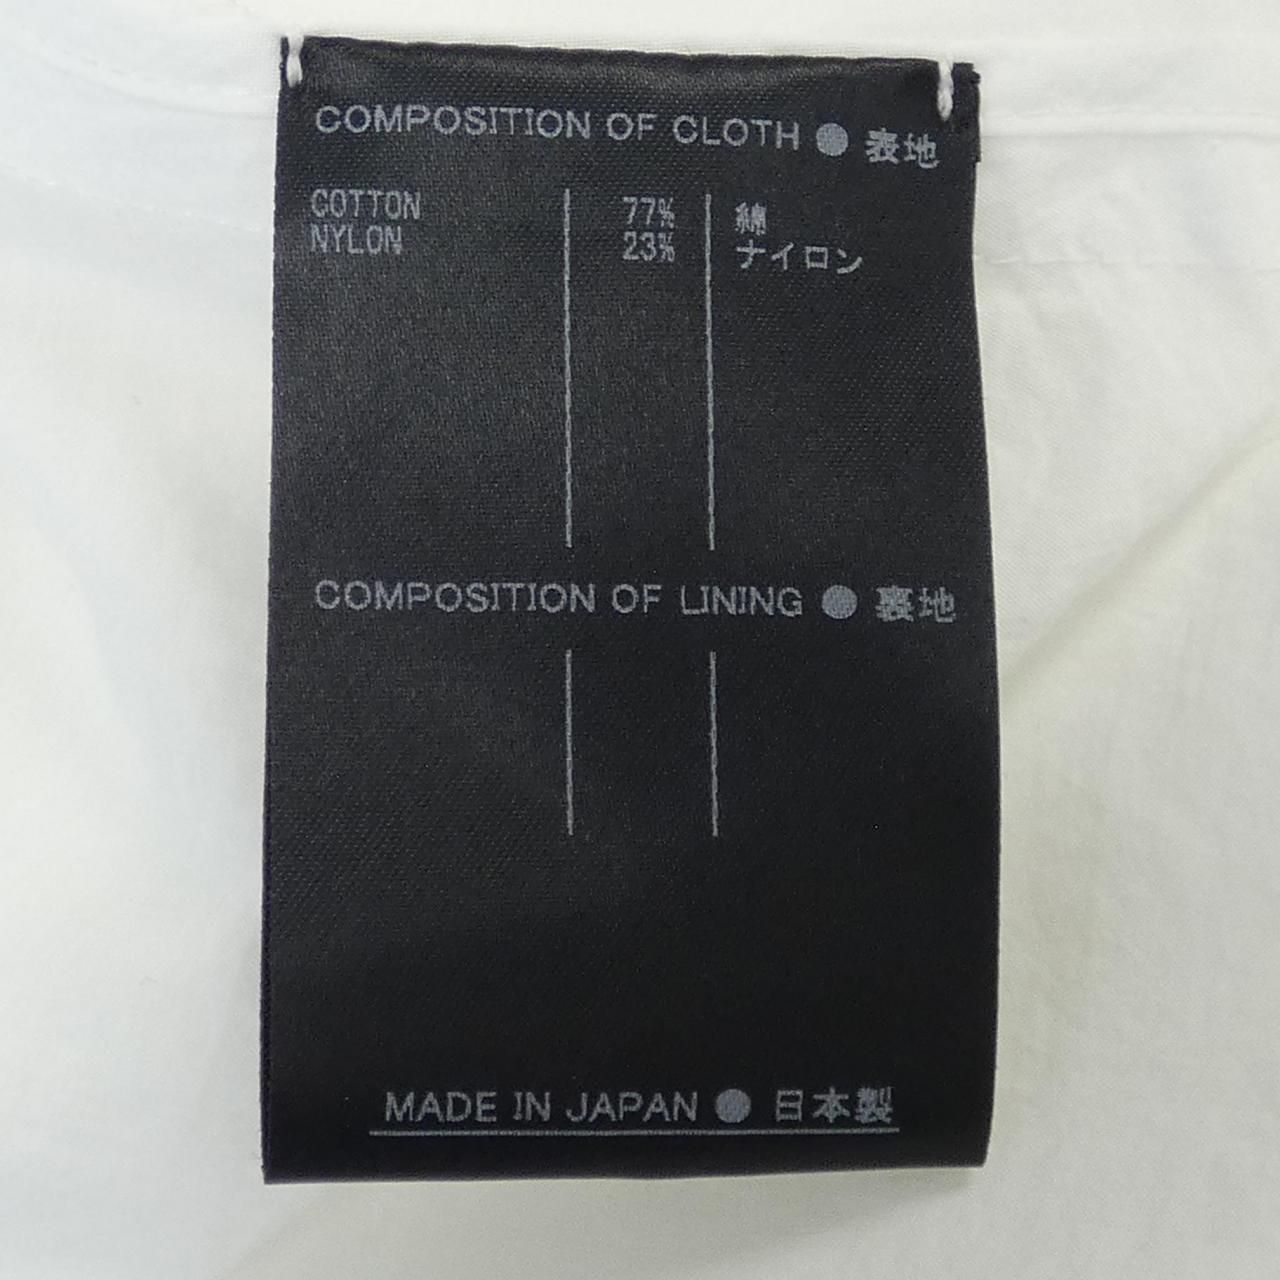 COMPOSITION OF CLOTH ● 表地
COTTON 77% 綿
NYLON 23% ナイロン
COMPOSITION OF LINING ● 裏地
MADE IN JAPAN ● 日本製